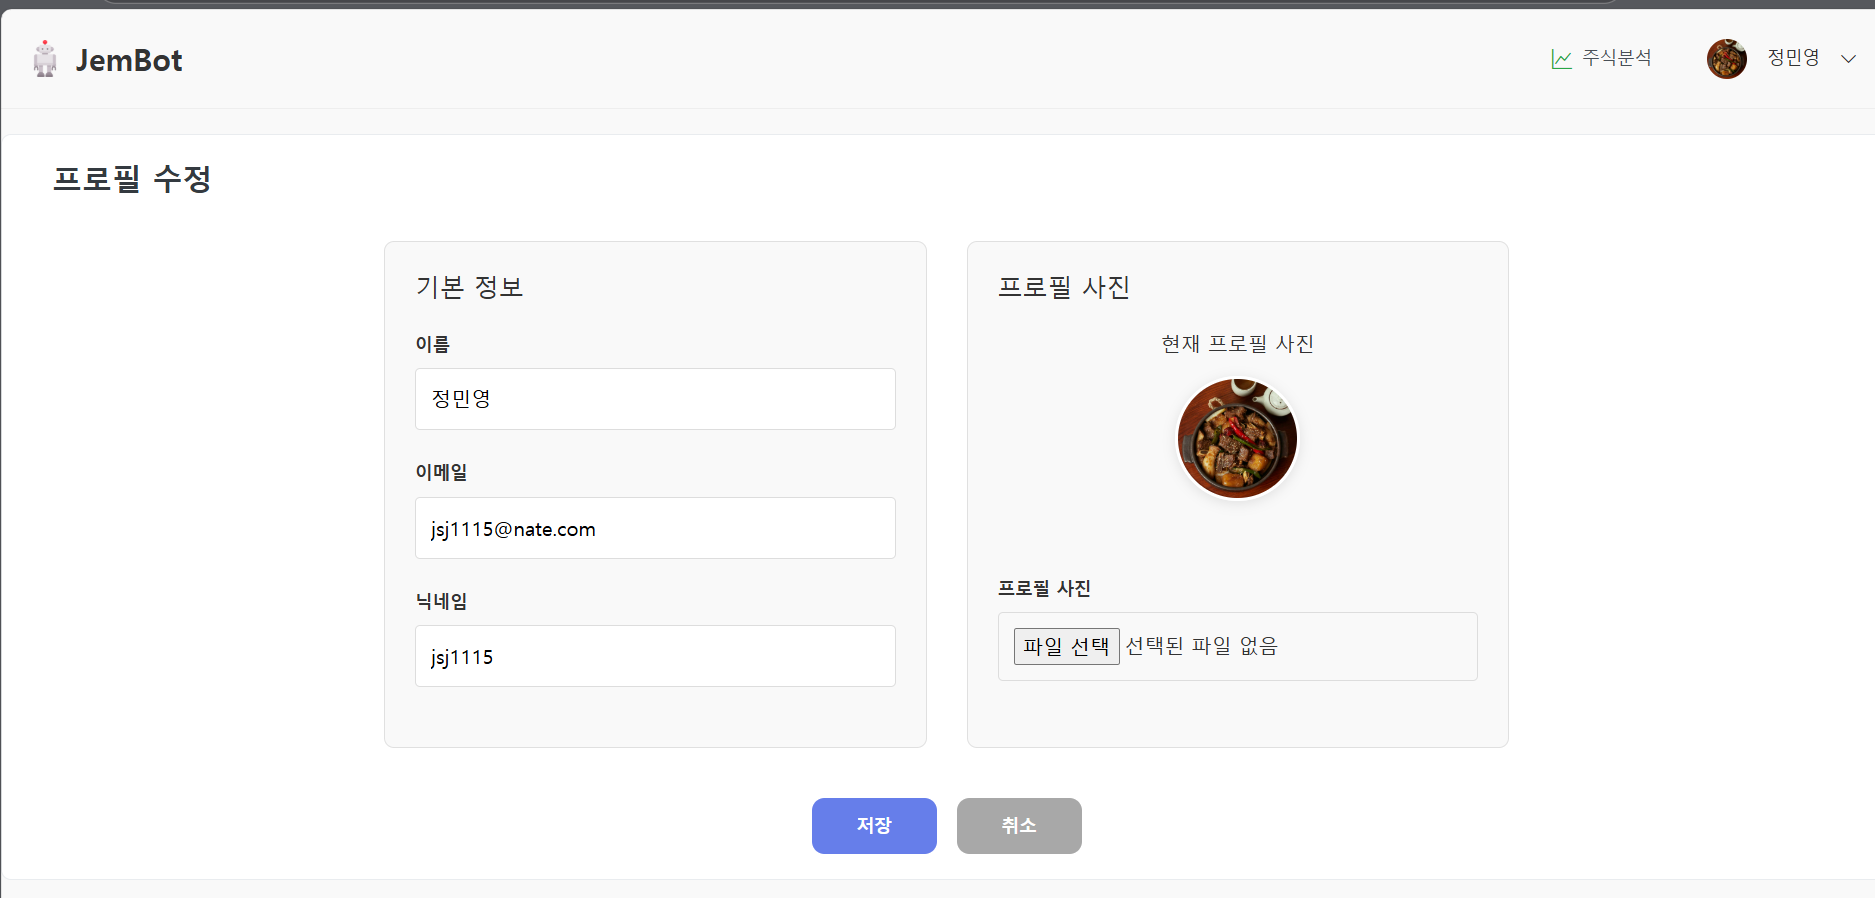 JemBot
주식분석
정민영
프로필 수정
기본 정보
이름
정민영
이메일
jsj1115@nate.com
닉네임
jsj1115
프로필 사진
현재 프로필 사진
프로필 사진
파일 선택 선택된 파일 없음
저장
취소